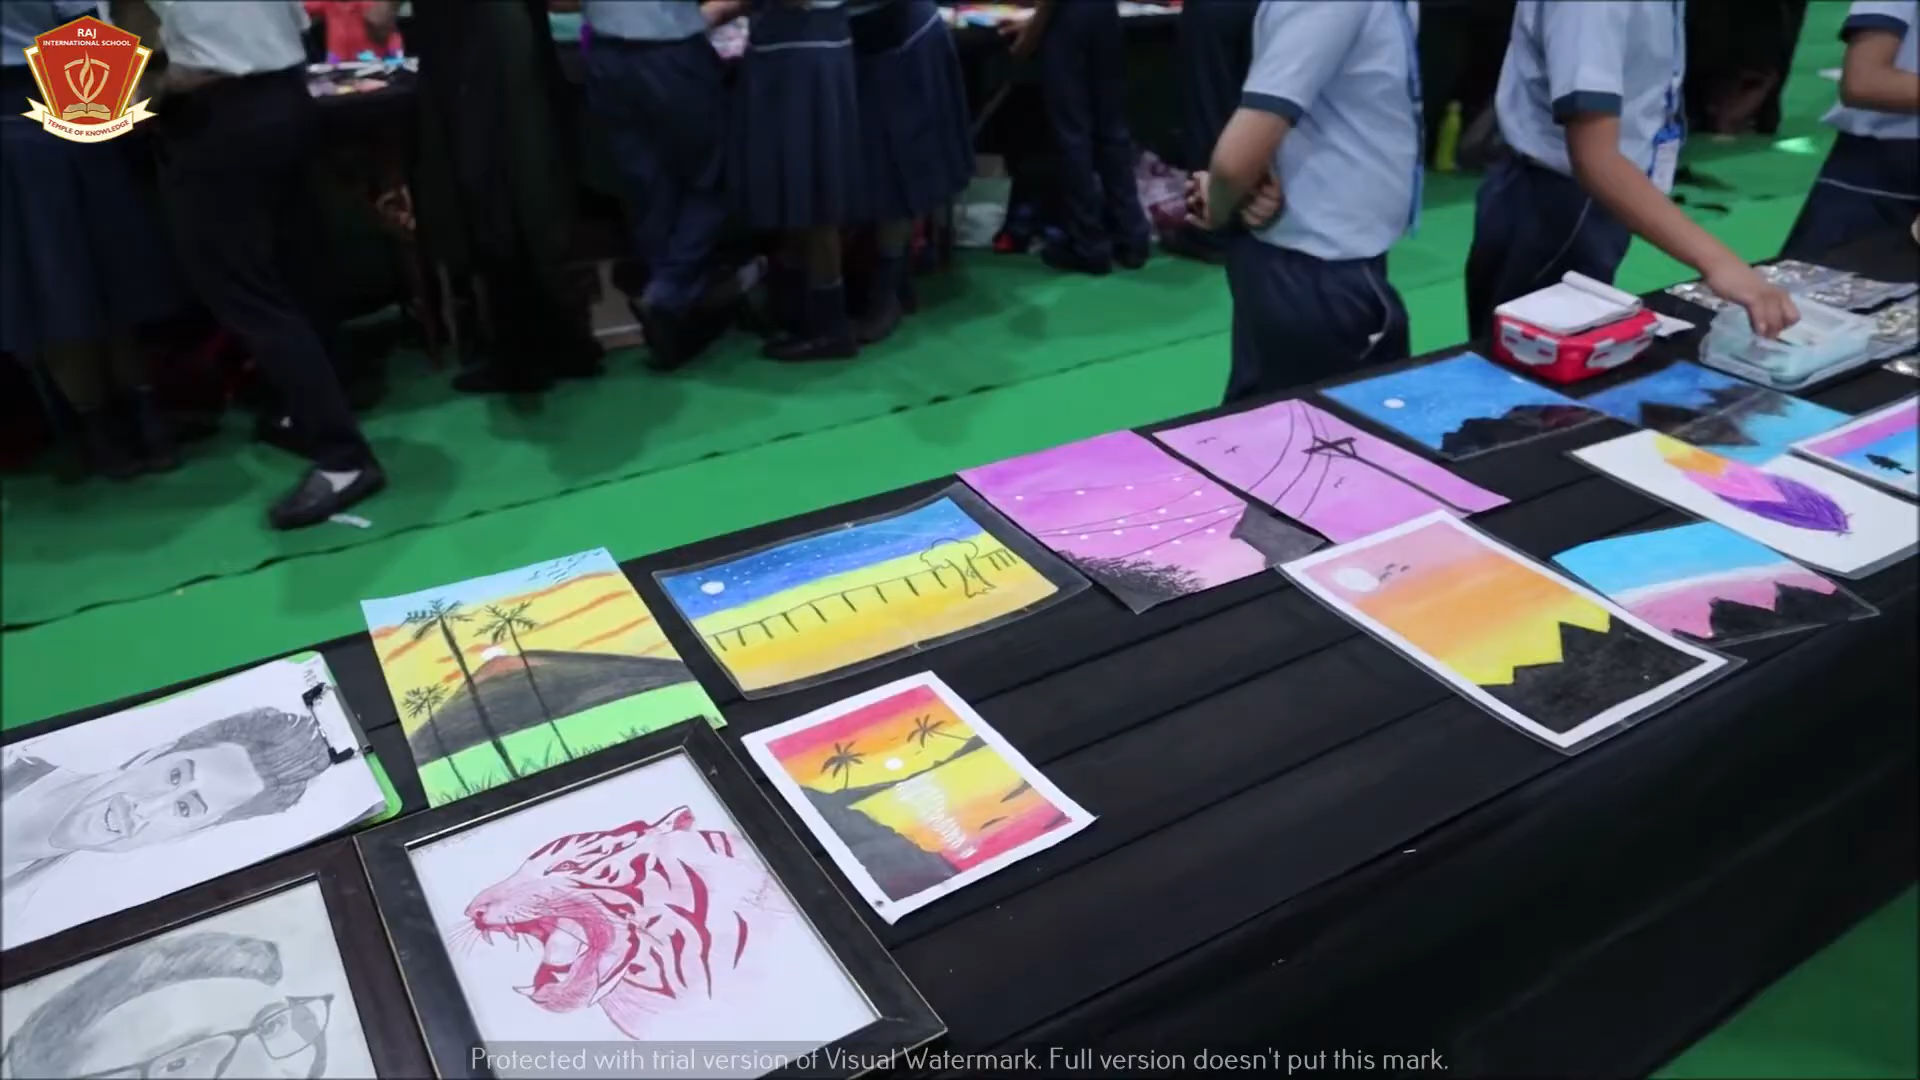 RAJ
INTERNATIONAL SCHOOL
TEMPLE OF KNOWLEDGE
Protected with trial version of Visual Watermark. Full version doesn't put this mark.